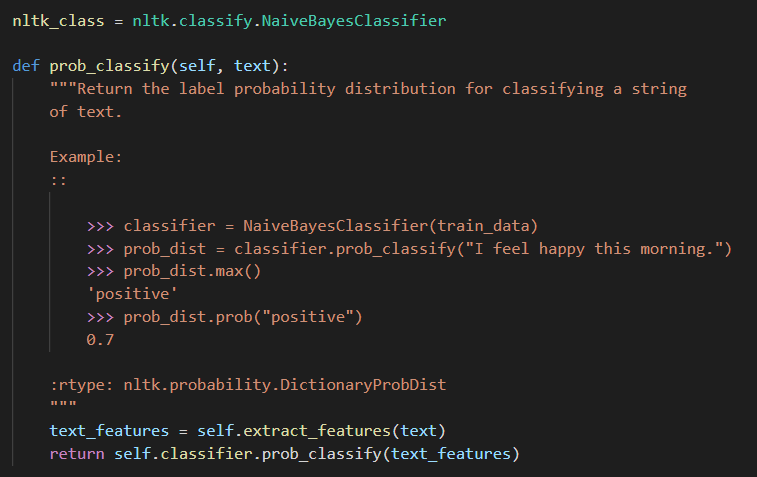 nltk_class = nltk.classify.NaiveBayesClassifier
def prob_classify(self, text):
"""Return the label probability distribution for classifying a string
of text.
Example:
::
>>> classifier = NaiveBayesClassifier(train_data)
>>> prob_dist = classifier.prob_classify("I feel happy this morning.")
>>> prob_dist.max()
'positive'
>>> prob_dist.prob("positive")
0.7
:rtype: nltk.probability.DictionaryProbDist
"""
text_features = self.extract_features(text)
return self.classifier.prob_classify(text_features)